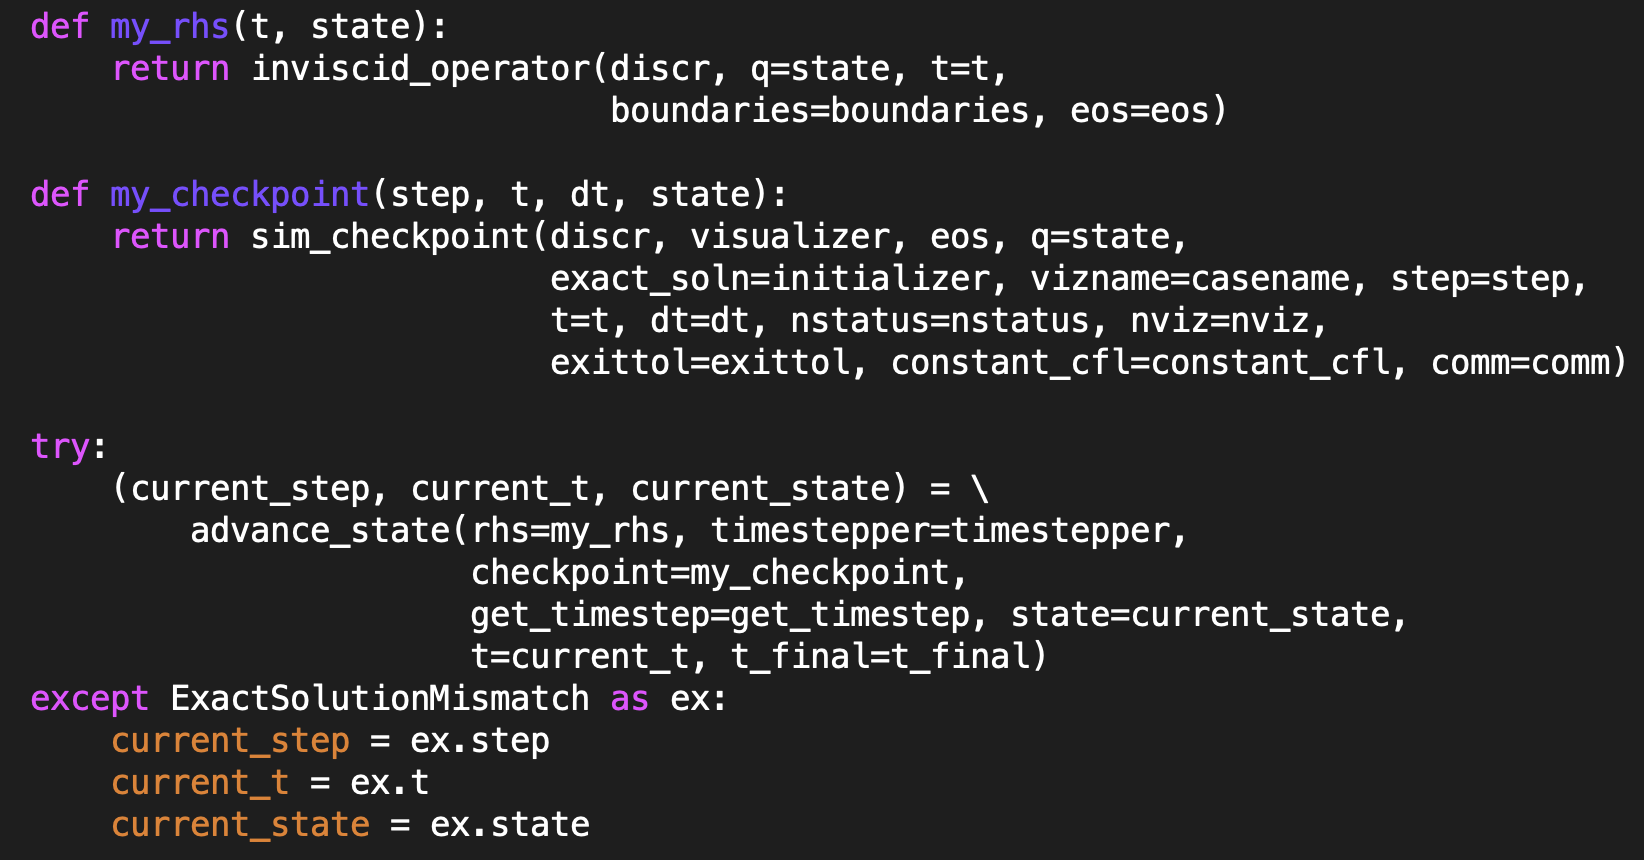 def my_rhs(t, state):
    return inviscid_operator(discr, q=state, t=t,
                             boundaries=boundaries, eos=eos)
def my_checkpoint(step, t, dt, state):
    return sim_checkpoint(discr, visualizer, eos, q=state,
                          exact_soln=initializer, vizname=casename, step=step,
                          t=t, dt=dt, nstatus=nstatus, nviz=nviz,
                          exittol=exittol, constant_cfl=constant_cfl, comm=comm)
try:
    (current_step, current_t, current_state) = \
        advance_state(rhs=my_rhs, timestepper=timestepper,
                      checkpoint=my_checkpoint,
                      get_timestep=get_timestep, state=current_state,
                      t=current_t, t_final=t_final)
except ExactSolutionMismatch as ex:
    current_step = ex.step
    current_t = ex.t
    current_state = ex.state